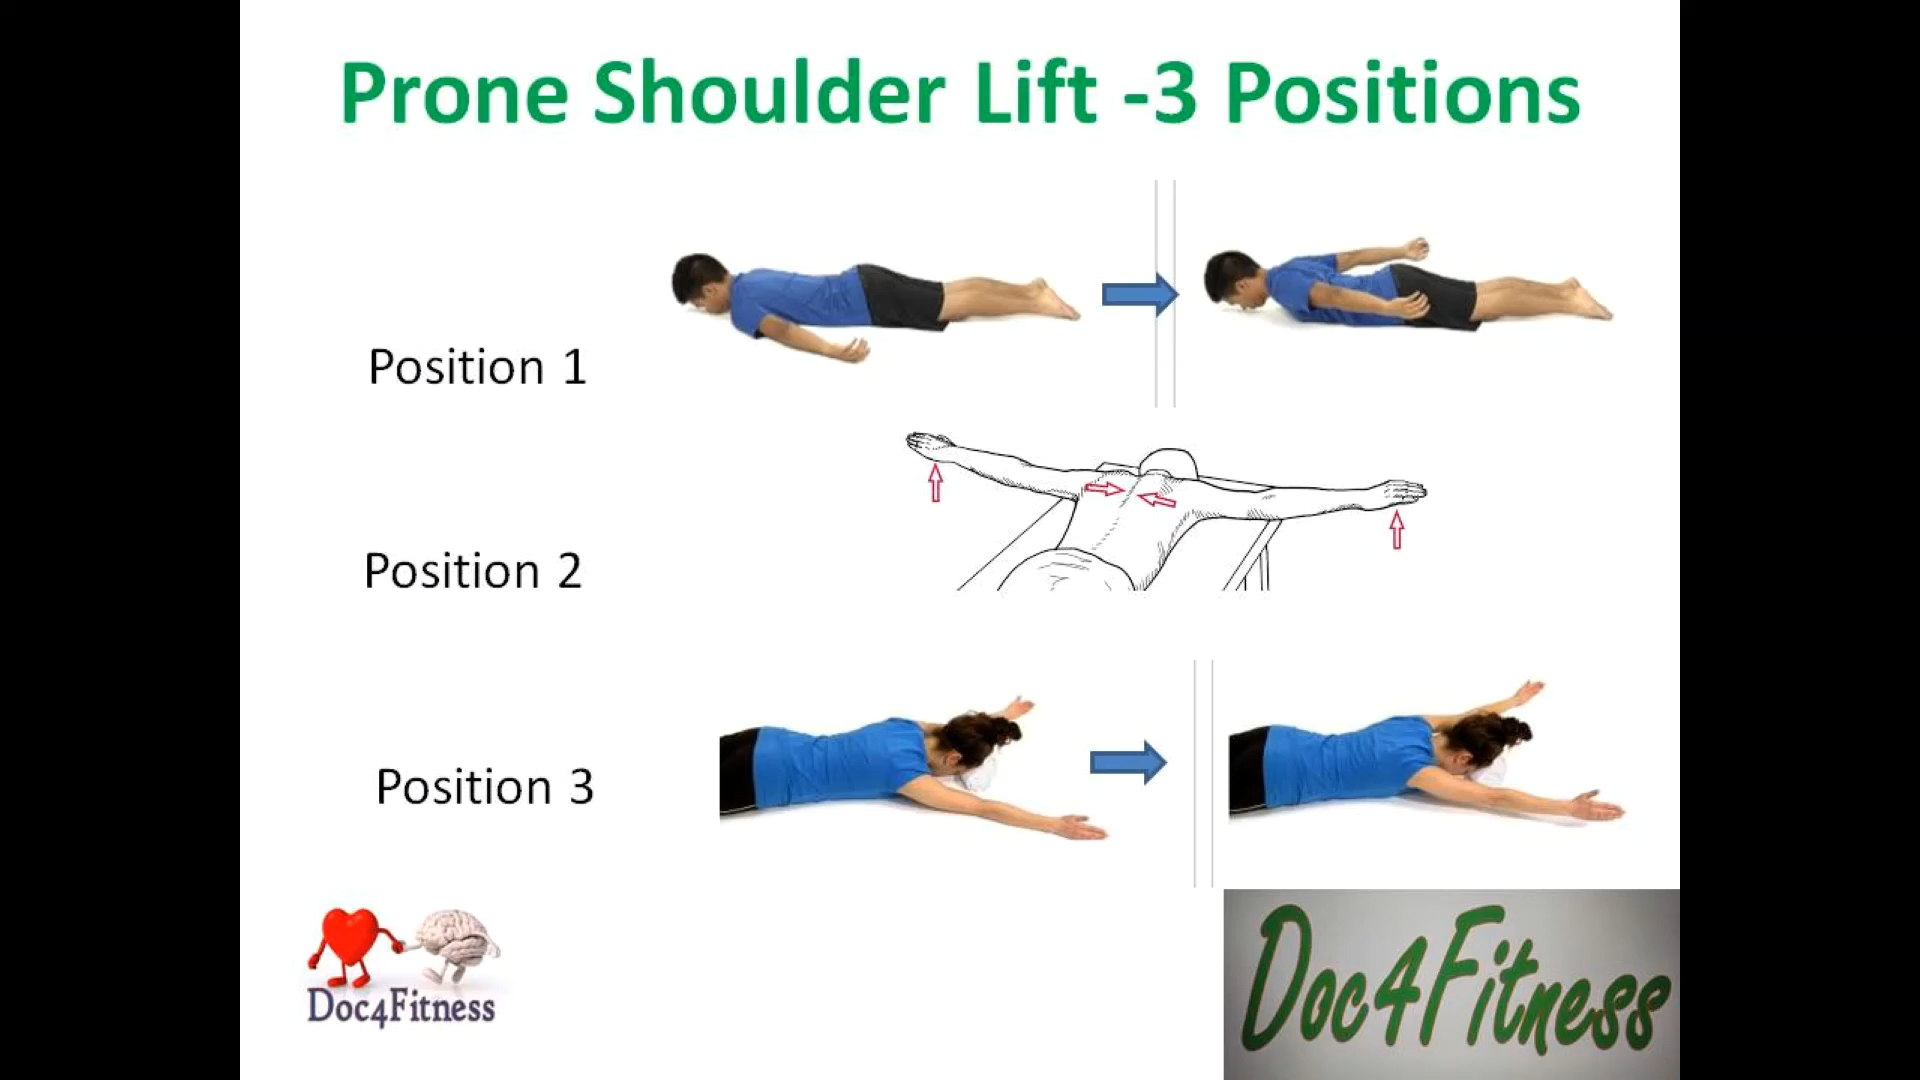 Prone Shoulder Lift -3 Positions
Position 1
Position 2
Position 3
Doc4Fitness
Doc4Fitness